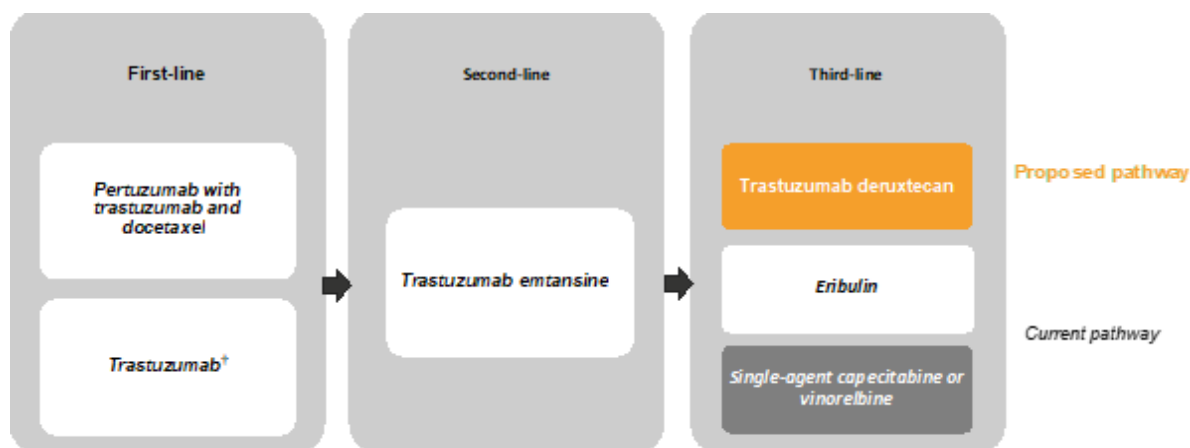 First-line
Pertuzumab with
trastuzumab and
docetaxel
Trastuzumab†
Second-line
Trastuzumab emtansine
Third-line
Trastuzumab deruxtecan
Eribulin
Single-agent capecitabine or
vinorelbine
Proposed pathway
Current pathway